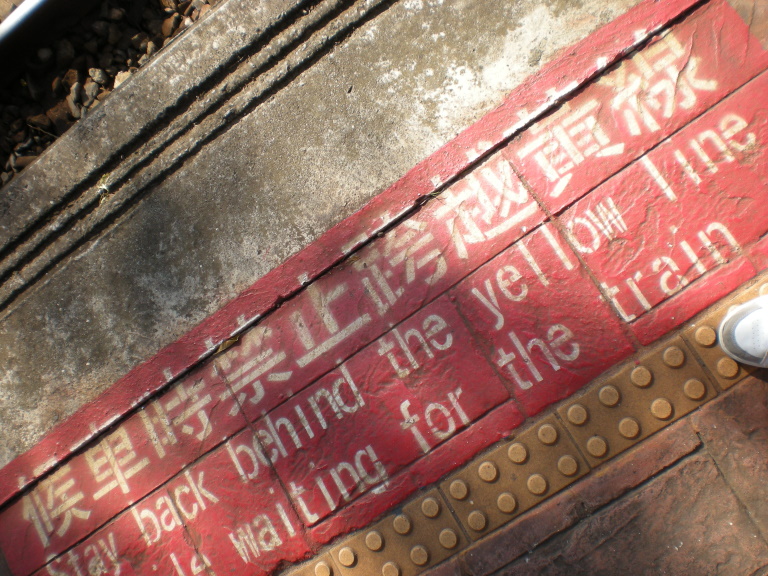 候車時禁止跨越黃線
Stay back behind the yellow line
waiting for the train